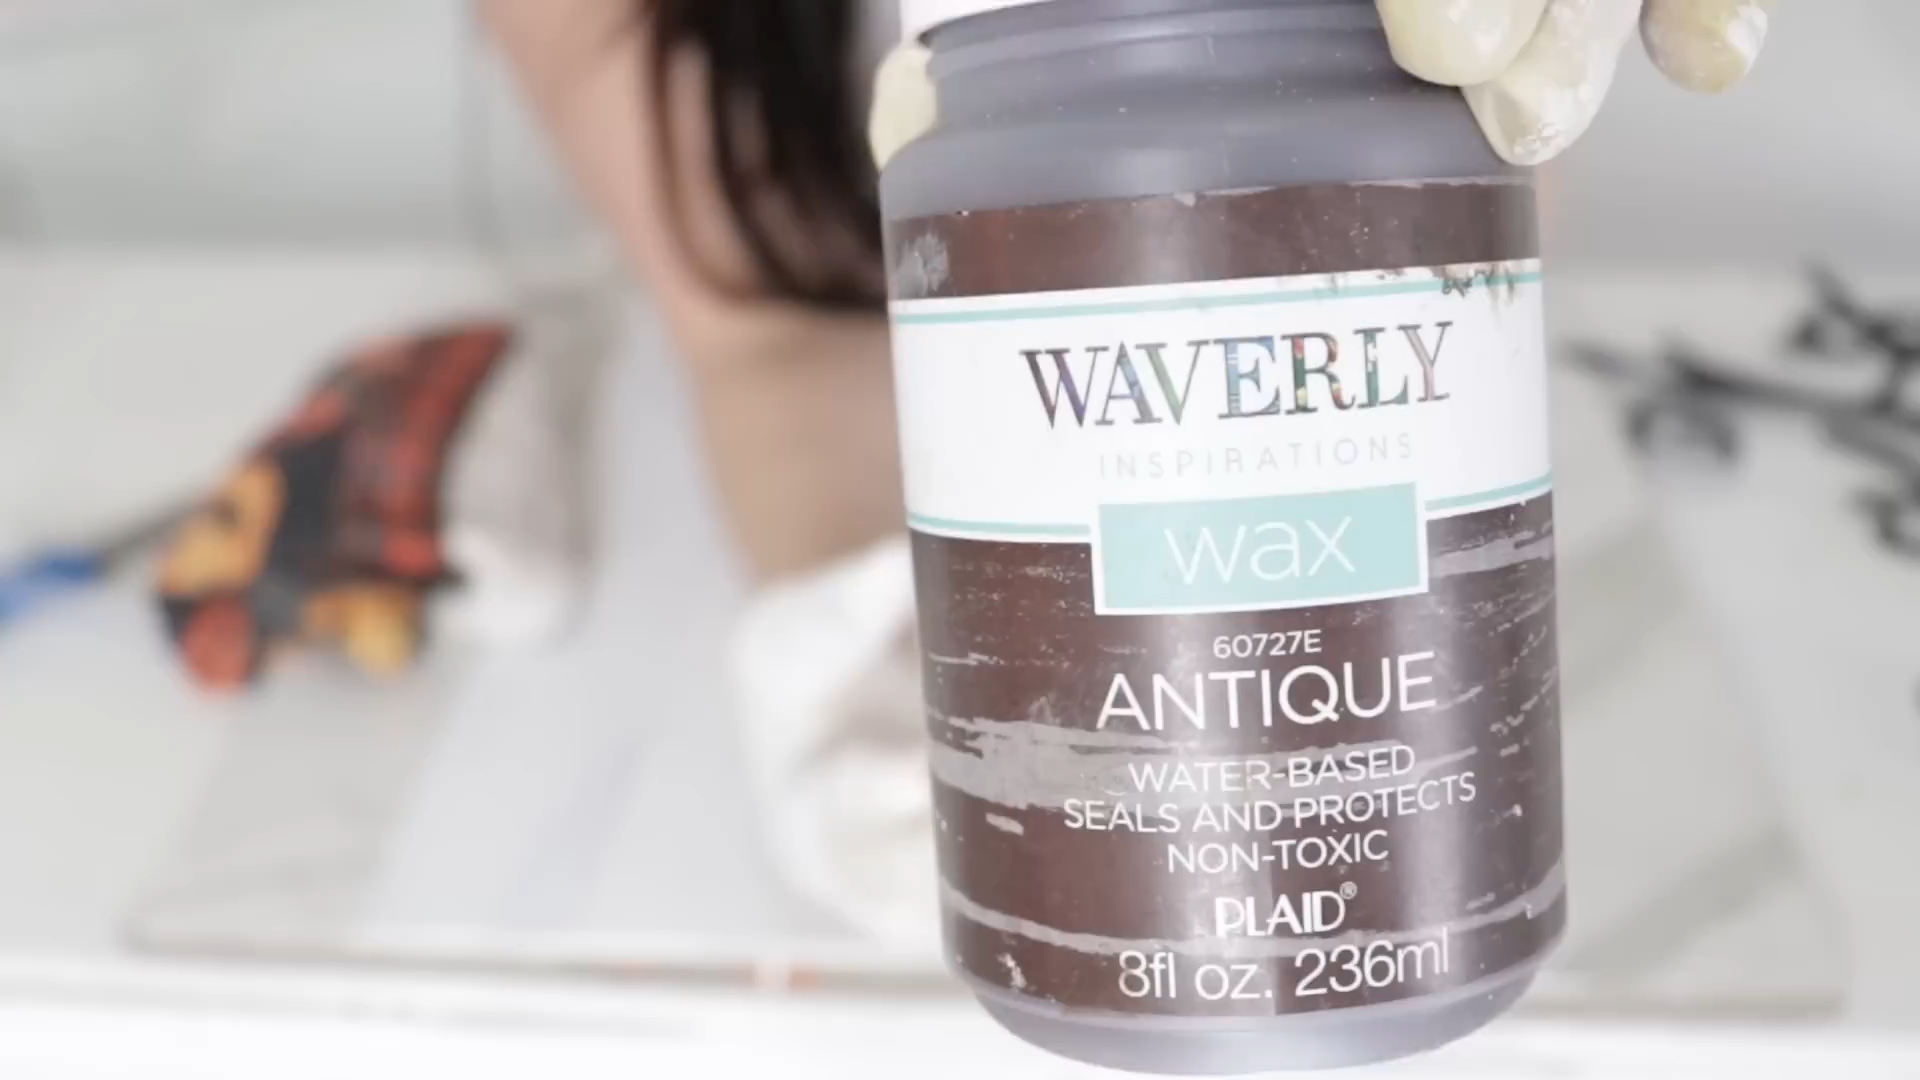 WAVERLY
INSPIRATIONS
wax
60727E
ANTIQUE
WATER-BASED
SEALS AND PROTECTS
NON-TOXIC
PLAID®
8fl oz. 236ml